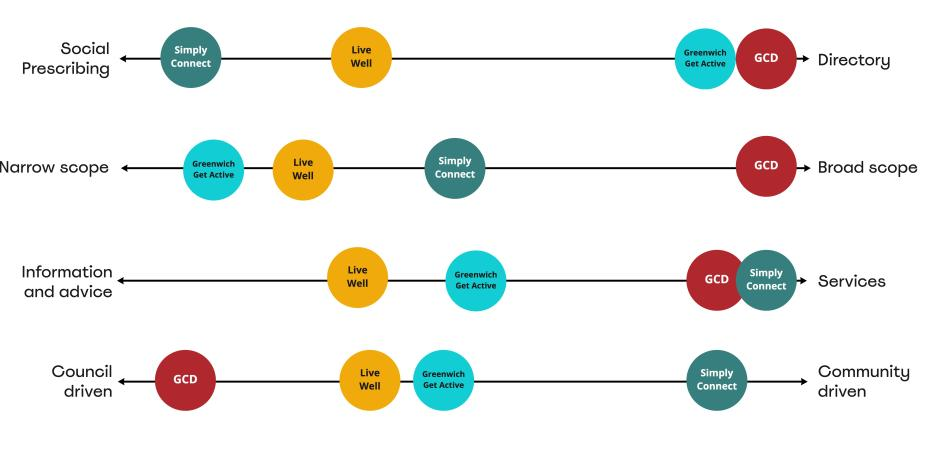 Social
Prescribing
Simply
Connect
Live
Well
Greenwich
Get Active
GCD
Directory
Narrow scope
Greenwich
Get Active
Live
Well
Simply
Connect
GCD
Broad scope
Information
and advice
Live
Well
Greenwich
Get Active
GCD
Simply
Connect
Services
Council
driven
GCD
Live
Well
Greenwich
Get Active
Simply
Connect
Community
driven